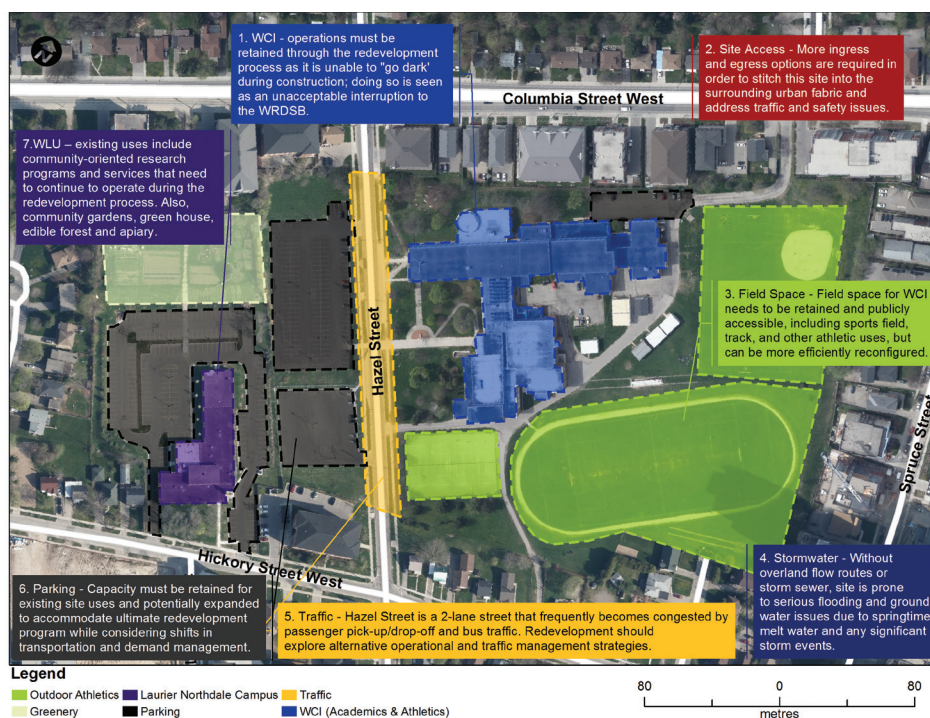 1. WCI - operations must be
retained through the redevelopment
process as it is unable to "go dark'
during construction; doing so is seen
as an unacceptable interruption to
the WRDSB.
2. Site Access - More ingress
and egress options are required in
order to stitch this site into the
surrounding urban fabric and
address traffic and safety issues.
Columbia Street West
7.WLU – existing uses include
community-oriented research
programs and services that need
to continue to operate during the
redevelopment process. Also,
community gardens, green house,
edible forest and apiary.
3. Field Space - Field space for WCI
needs to be retained and publicly
accessible, including sports field,
track, and other athletic uses, but
can be more efficiently reconfigured.
Hazel Street
Spruce Street
Hickory Street West
4. Stormwater - Without
overland flow routes or
storm sewer, site is prone
to serious flooding and ground
water issues due to springtime
melt water and any significant
storm events.
6. Parking - Capacity must be retained for
existing site uses and potentially expanded
to accommodate ultimate redevelopment
program while considering shifts in
transportation and demand management.
5. Traffic - Hazel Street is a 2-lane street that frequently becomes congested by
passenger pick-up/drop-off and bus traffic. Redevelopment should
explore alternative operational and traffic management strategies.
Legend
Outdoor Athletics Laurier Northdale Campus Traffic
Greenery Parking WCI (Academics & Athletics)
80 0 80
metres